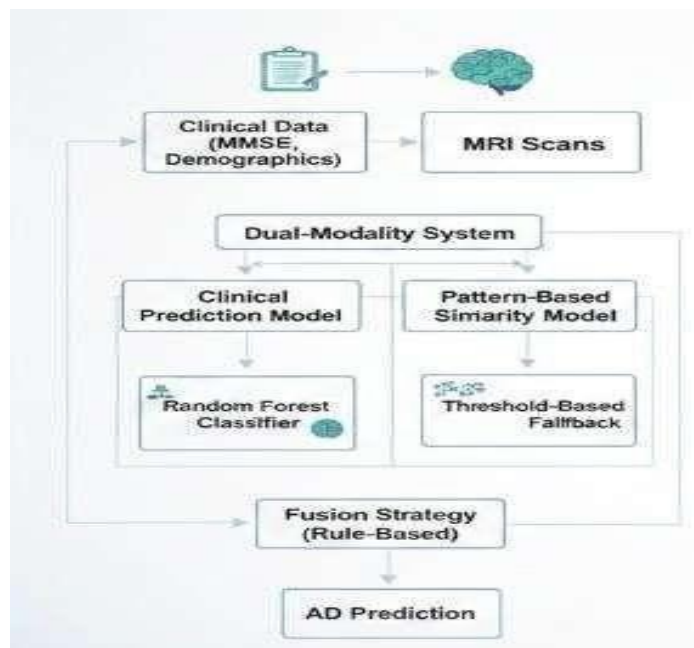 Clinical Data
(MMSE,
Demographics)
MRI Scans
Dual-Modality System
Clinical
Prediction Model
Pattern-Based
Simarity Model
Random Forest
Classifier
Threshold-Based
Fallfback
Fusion Strategy
(Rule-Based)
AD Prediction